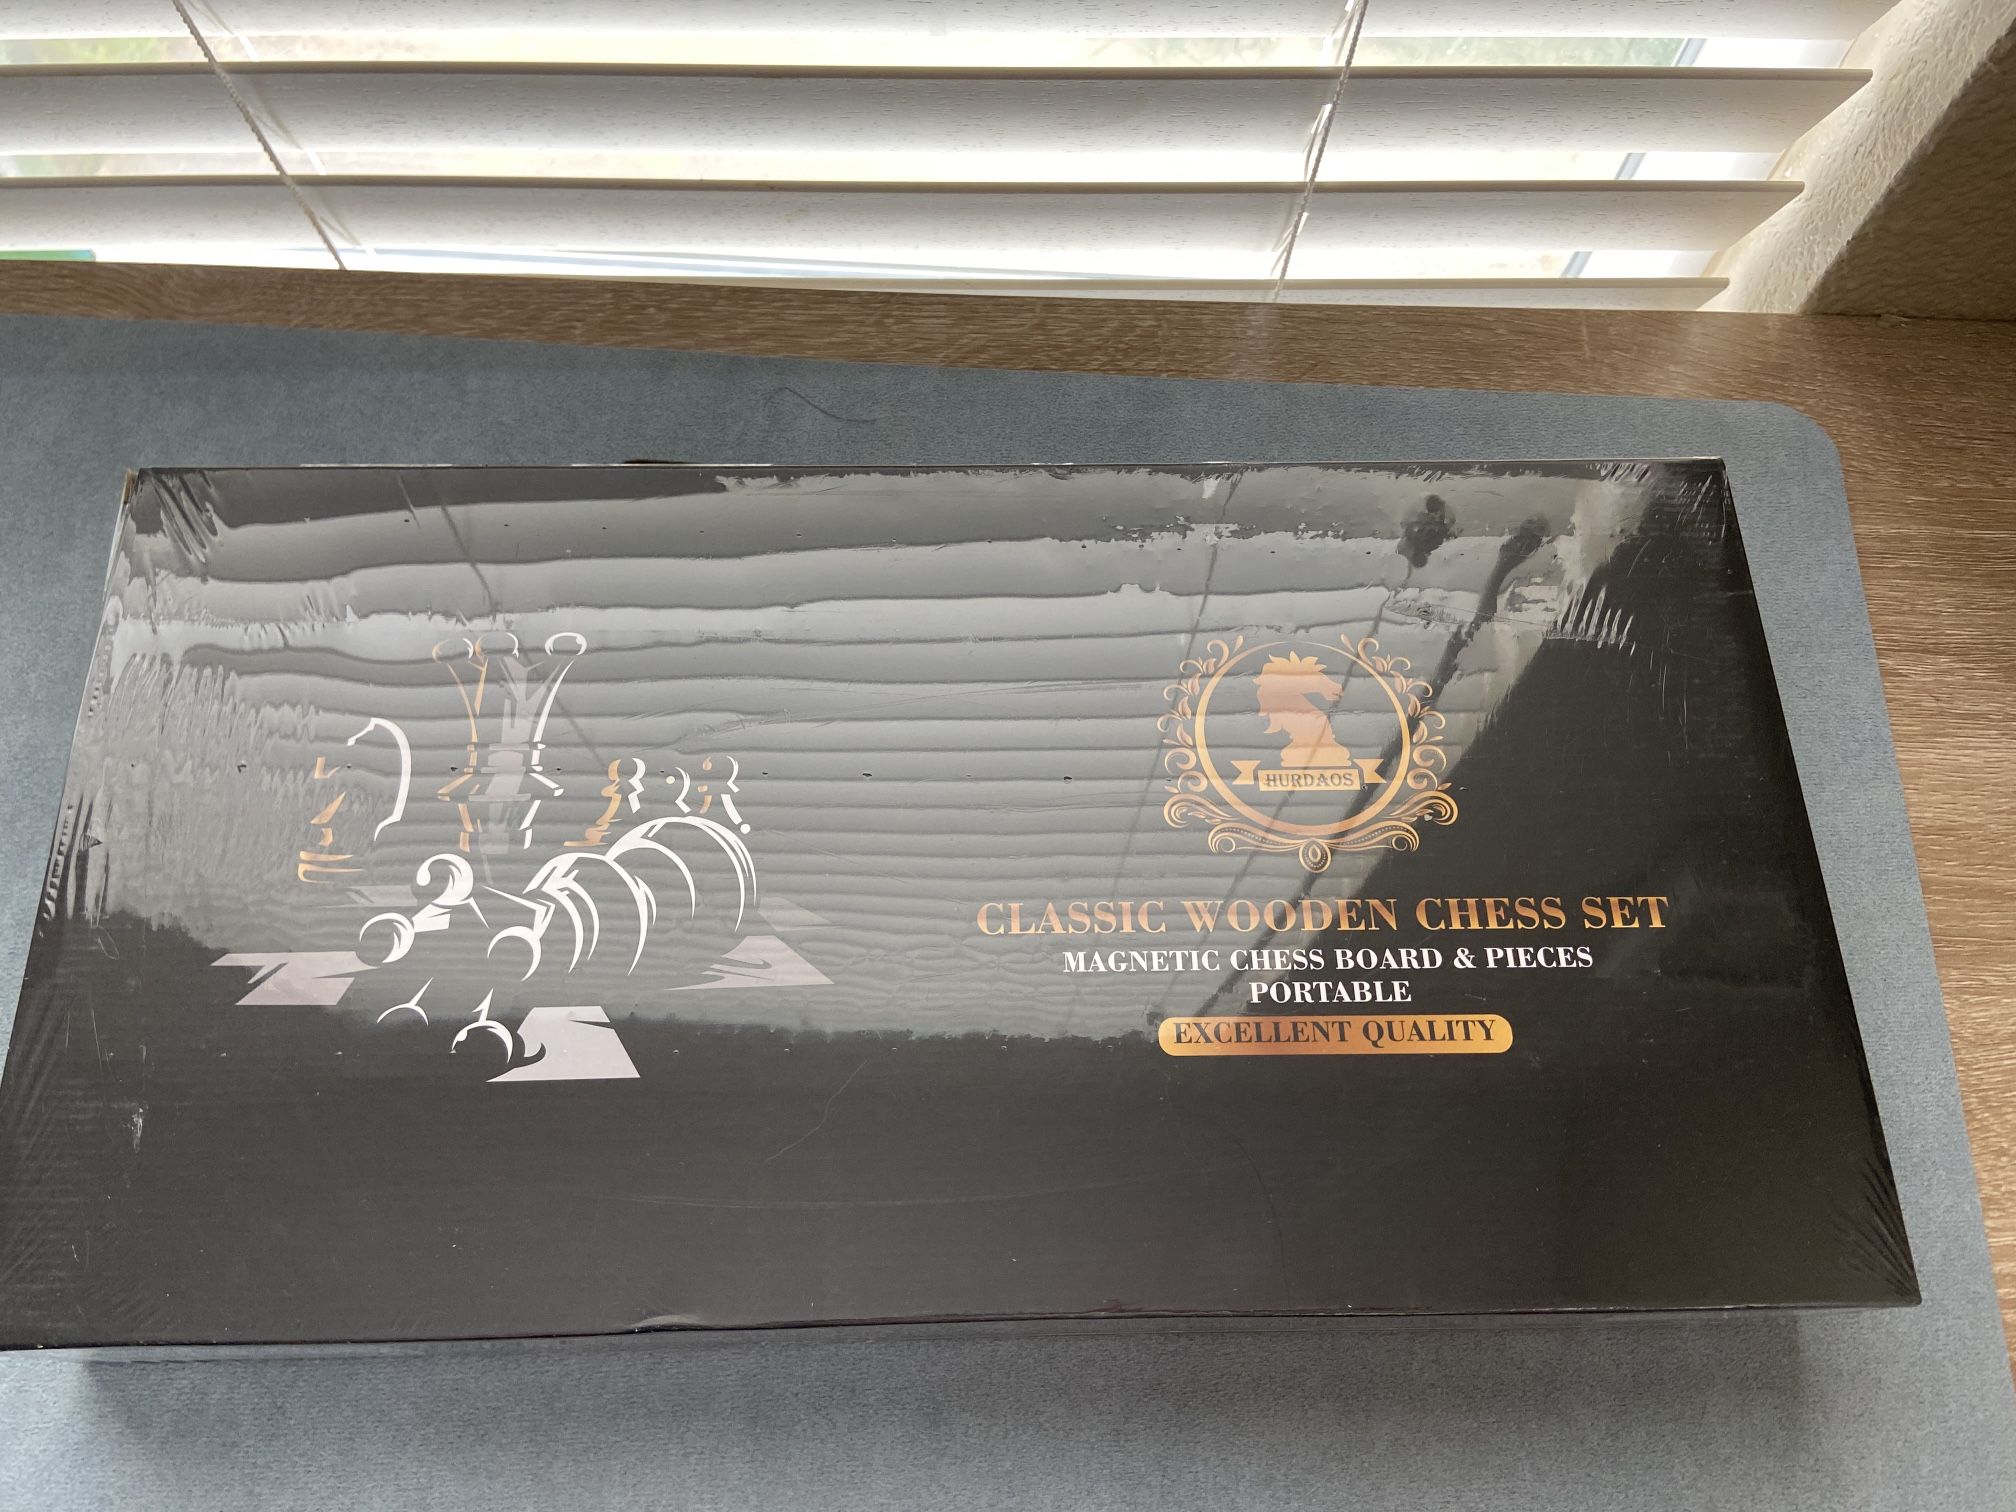 HURDAOS
CLASSIC WOODEN CHESS SET
MAGNETIC CHESS BOARD & PIECES
PORTABLE
EXCELLENT QUALITY